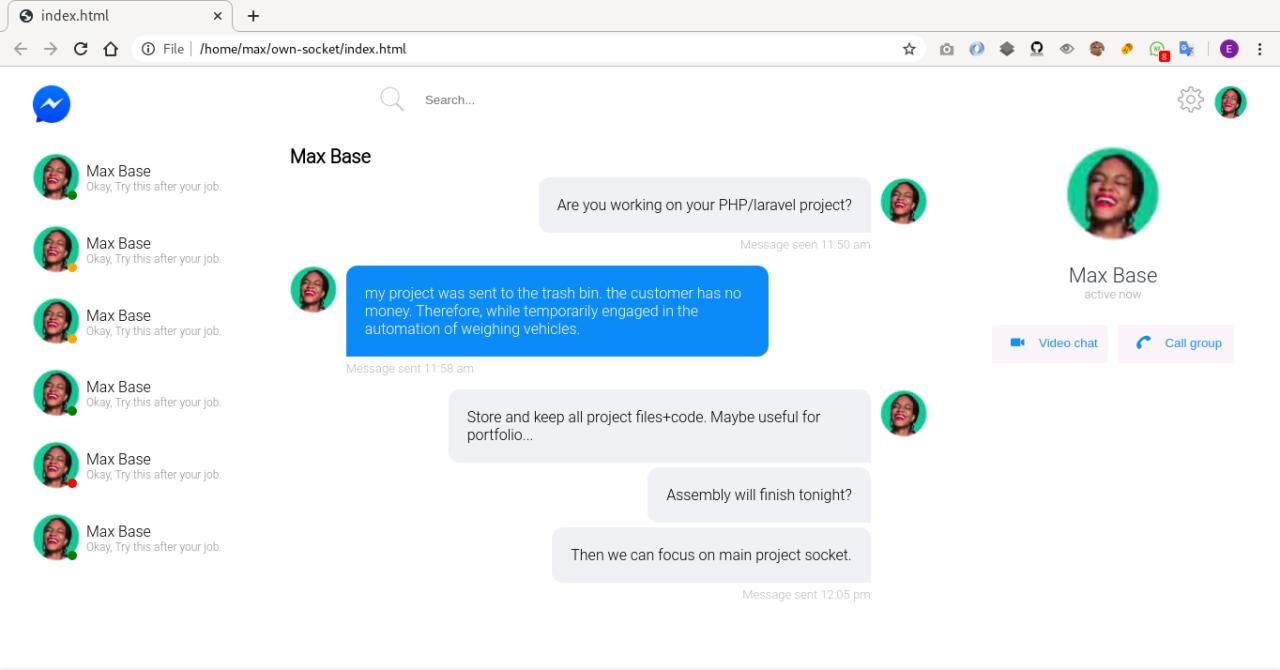 index.html
File
/home/max/own-socket/index.html
8
E
Search...
Max Base
Okay, Try this after your job.
Max Base
Okay, Try this after your job.
Max Base
Okay, Try this after your job.
Max Base
Okay, Try this after your job.
Max Base
Okay, Try this after your job.
Max Base
Okay, Try this after your job.
Max Base
Are you working on your PHP/laravel project?
Message seen 11:50 am
my project was sent to the trash bin. the customer has no
money. Therefore, while temporarily engaged in the
automation of weighing vehicles.
Message sent 11:58 am
Store and keep all project files+code. Maybe useful for
portfolio...
Assembly will finish tonight?
Then we can focus on main project socket.
Message sent 12:05 pm
Max Base
active now
Video chat
Call group